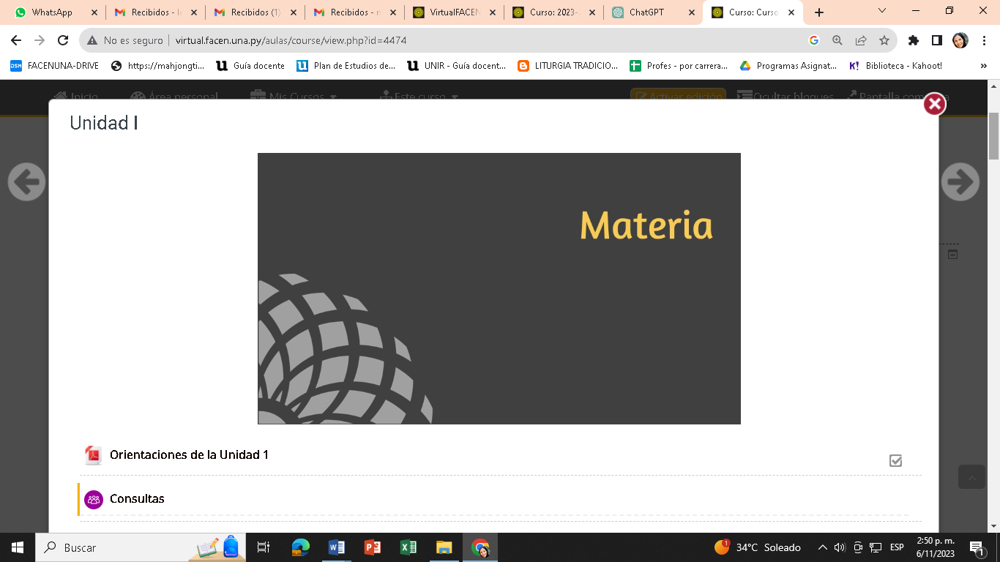 WhatsApp
Recibidos - l
Recibidos (1)
Recibidos - n
VirtualFACEN
Curso: 2023-
ChatGPT
Curso: Curso
No es seguro
virtual.facen.una.py/aulas/course/view.php?id=4474
FACENUNA-DRIVE
https://mahjongti...
Guía docente
Plan de Estudios de...
UNIR - Guía docent...
LITURGIA TRADICIO...
Profes - por carrera...
Programas Asignat...
Biblioteca - Kahoot!
»
Inicio
Área personal
Mis Cursos
Este curso
Activar edición
Ocultar bloques
Unidad I
Materia
Orientaciones de la Unidad 1
Consultas
Buscar
34°C Soleado
ESP
2:50 p. m.
6/11/2023